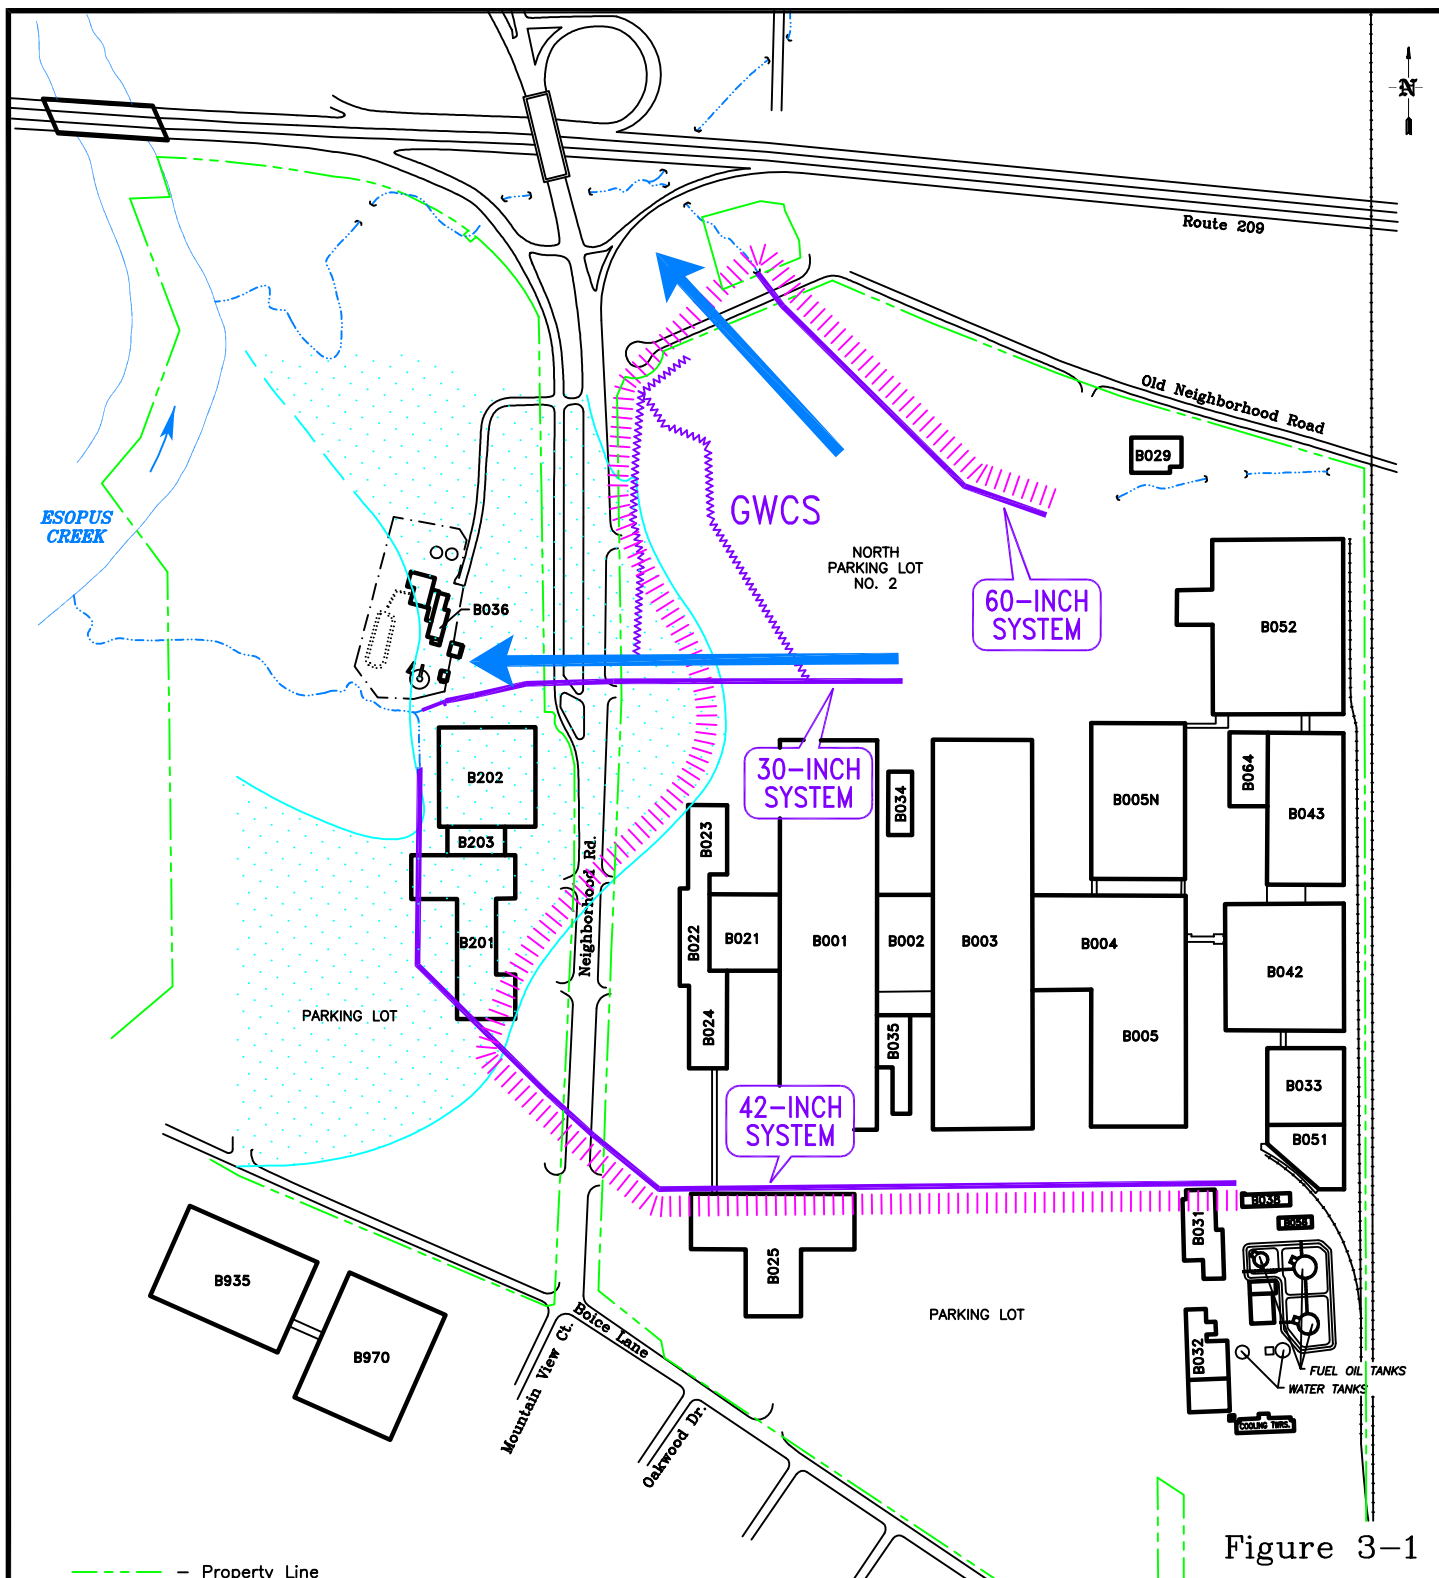 N
Route 209
Old Neighborhood Road
B029
ESOPUS
CREEK
GWCS
NORTH
PARKING LOT
NO. 2
60-INCH
SYSTEM
B036
B052
30-INCH
SYSTEM
B202
B203
B201
B023
B034
B005N
B064
B043
Neighborhood Rd.
B022
B021
B001
B002
B003
B004
B042
PARKING LOT
B024
B035
B005
B033
42-INCH
SYSTEM
B051
B038
B058
B031
B025
B935
B970
PARKING LOT
Boice Lane
Mountain View Ct.
Oakwood Dr.
B032
FUEL OIL TANKS
WATER TANKS
COOLING TWRS.
Figure 3-1
- Property Line